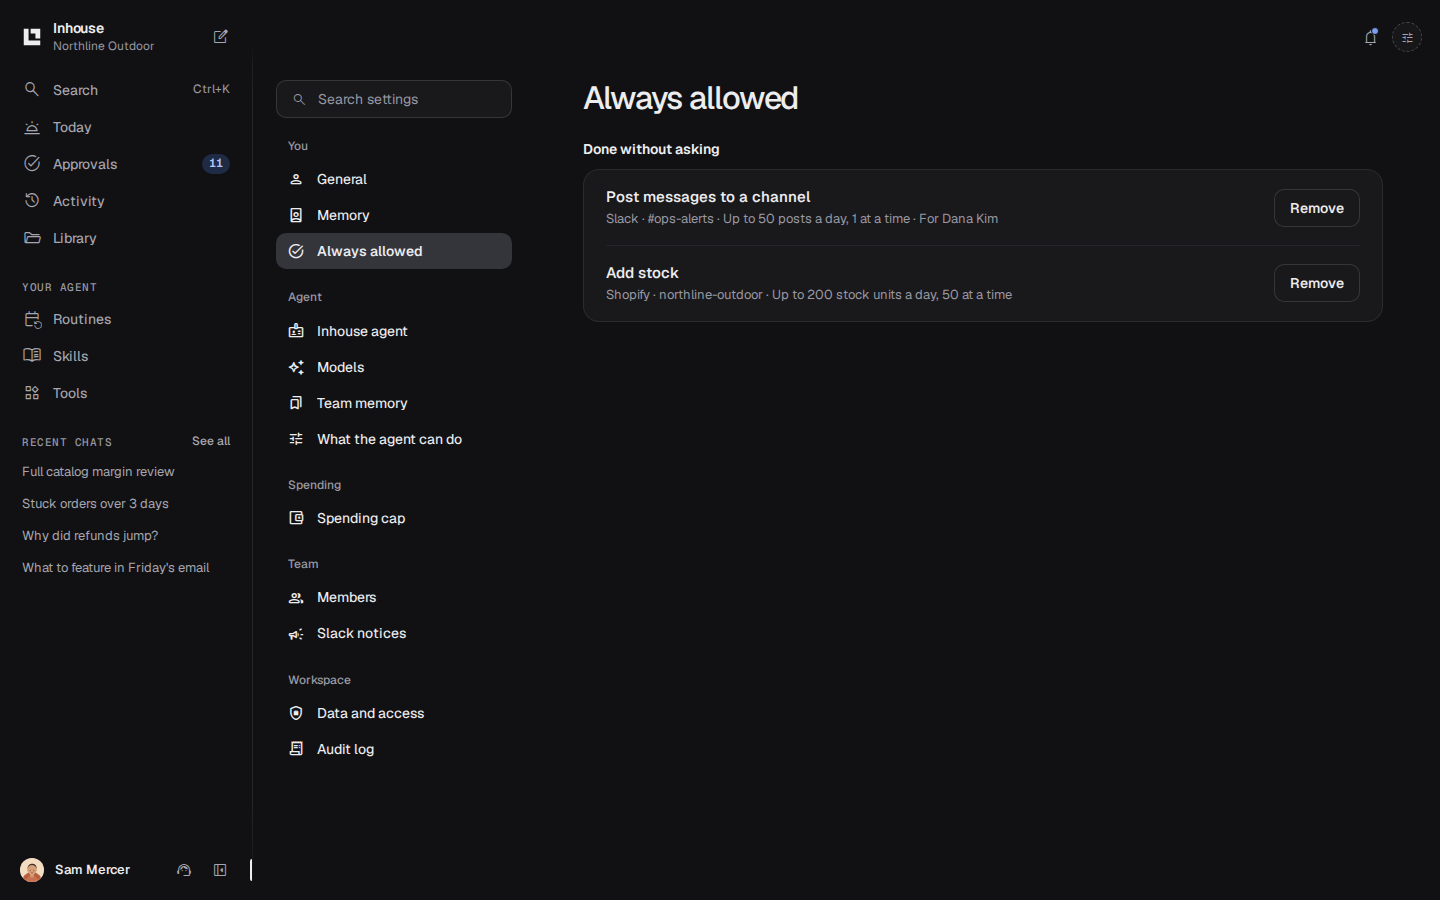 Inhouse
Northline Outdoor
Search Ctrl+K
Today
Approvals 11
Activity
Library
YOUR AGENT
Routines
Skills
Tools
RECENT CHATS See all
Full catalog margin review
Stuck orders over 3 days
Why did refunds jump?
What to feature in Friday's email
Sam Mercer
Search settings
You
General
Memory
Always allowed
Agent
Inhouse agent
Models
Team memory
What the agent can do
Spending
Spending cap
Team
Members
Slack notices
Workspace
Data and access
Audit log
Always allowed
Done without asking
Post messages to a channel
Slack · #ops-alerts · Up to 50 posts a day, 1 at a time · For Dana Kim
Remove
Add stock
Shopify · northline-outdoor · Up to 200 stock units a day, 50 at a time
Remove